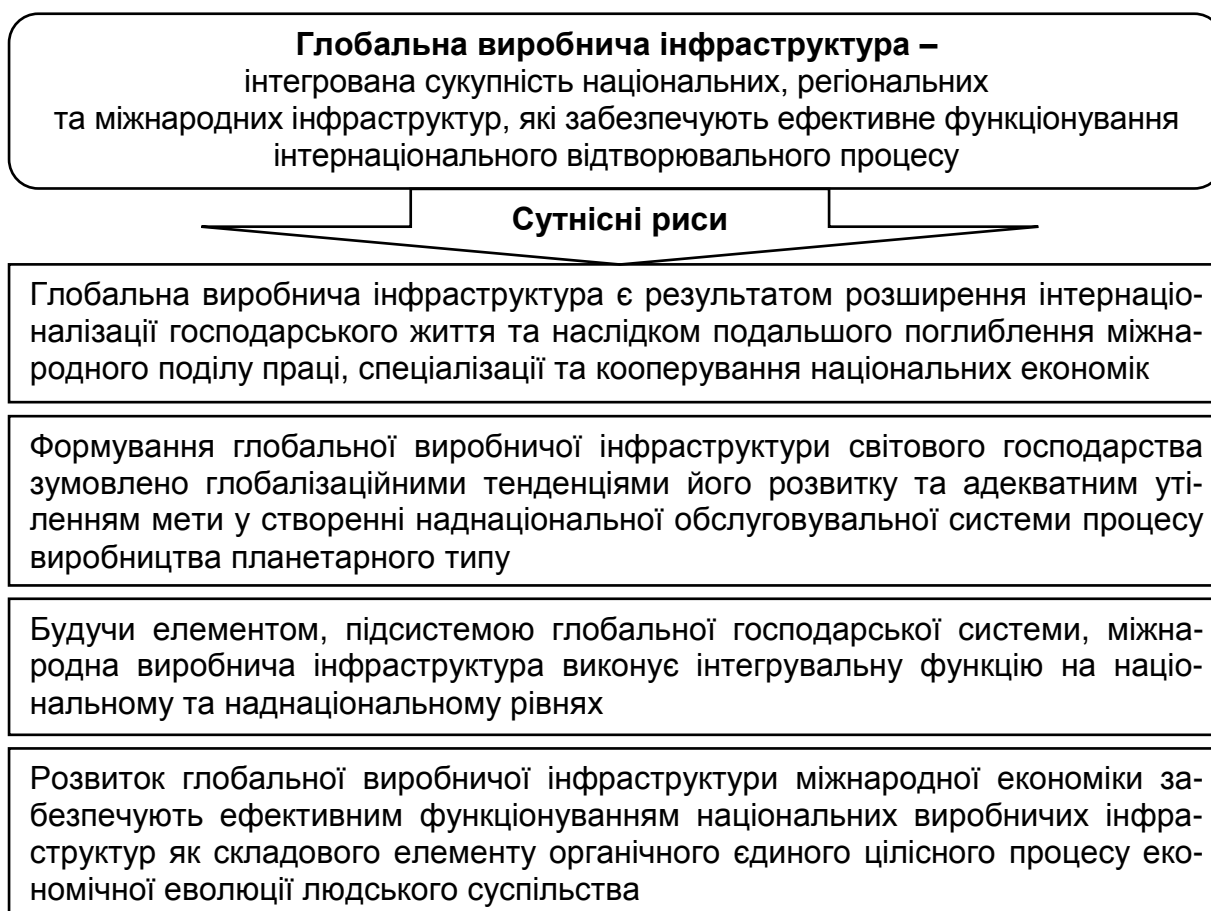 Глобальна виробнича інфраструктура –
інтегрована сукупність національних, регіональних
та міжнародних інфраструктур, які забезпечують ефективне функціонування
інтернаціонального відтворювального процесу
Сутнісні риси
Глобальна виробнича інфраструктура є результатом розширення інтернаціо-
налізації господарського життя та наслідком подальшого поглиблення міжна-
родного поділу праці, спеціалізації та кооперування національних економік
Формування глобальної виробничої інфраструктури світового господарства
зумовлено глобалізаційними тенденціями його розвитку та адекватним уті-
ленням мети у створенні наднаціональної обслуговувальної системи процесу
виробництва планетарного типу
Будучи елементом, підсистемою глобальної господарської системи, міжна-
родна виробнича інфраструктура виконує інтегрувальну функцію на націо-
нальному та наднаціональному рівнях
Розвиток глобальної виробничої інфраструктури міжнародної економіки за-
безпечують ефективним функціонуванням національних виробничих інфра-
структур як складового елементу органічного єдиного цілісного процесу еко-
номічної еволюції людського суспільства